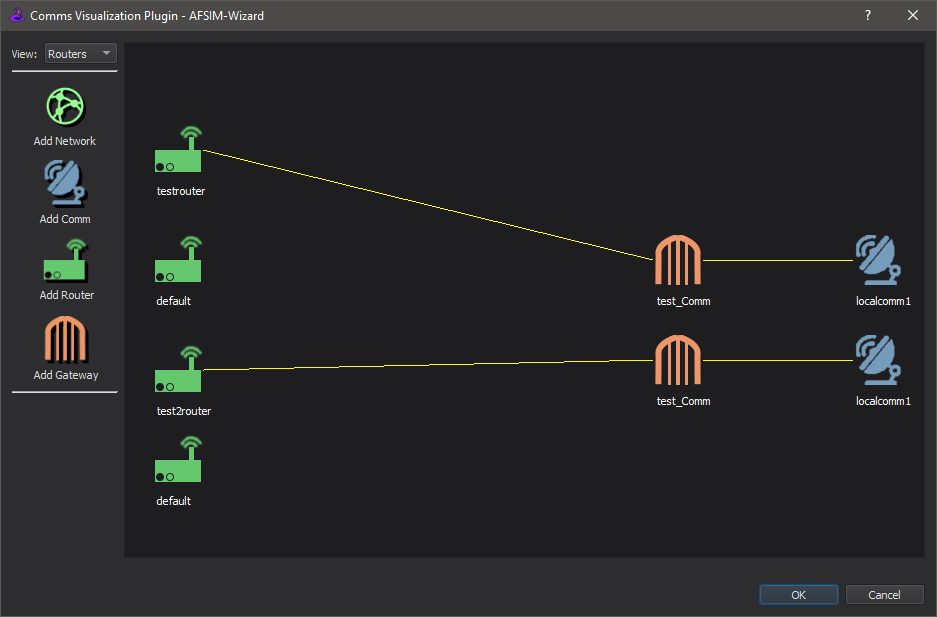 Comms Visualization Plugin - AFSIM-Wizard
View: Routers
Add Network
Add Comm
Add Router
Add Gateway
testrouter
default
test_Comm
localcomm1
test2router
test_Comm
localcomm1
default
OK
Cancel